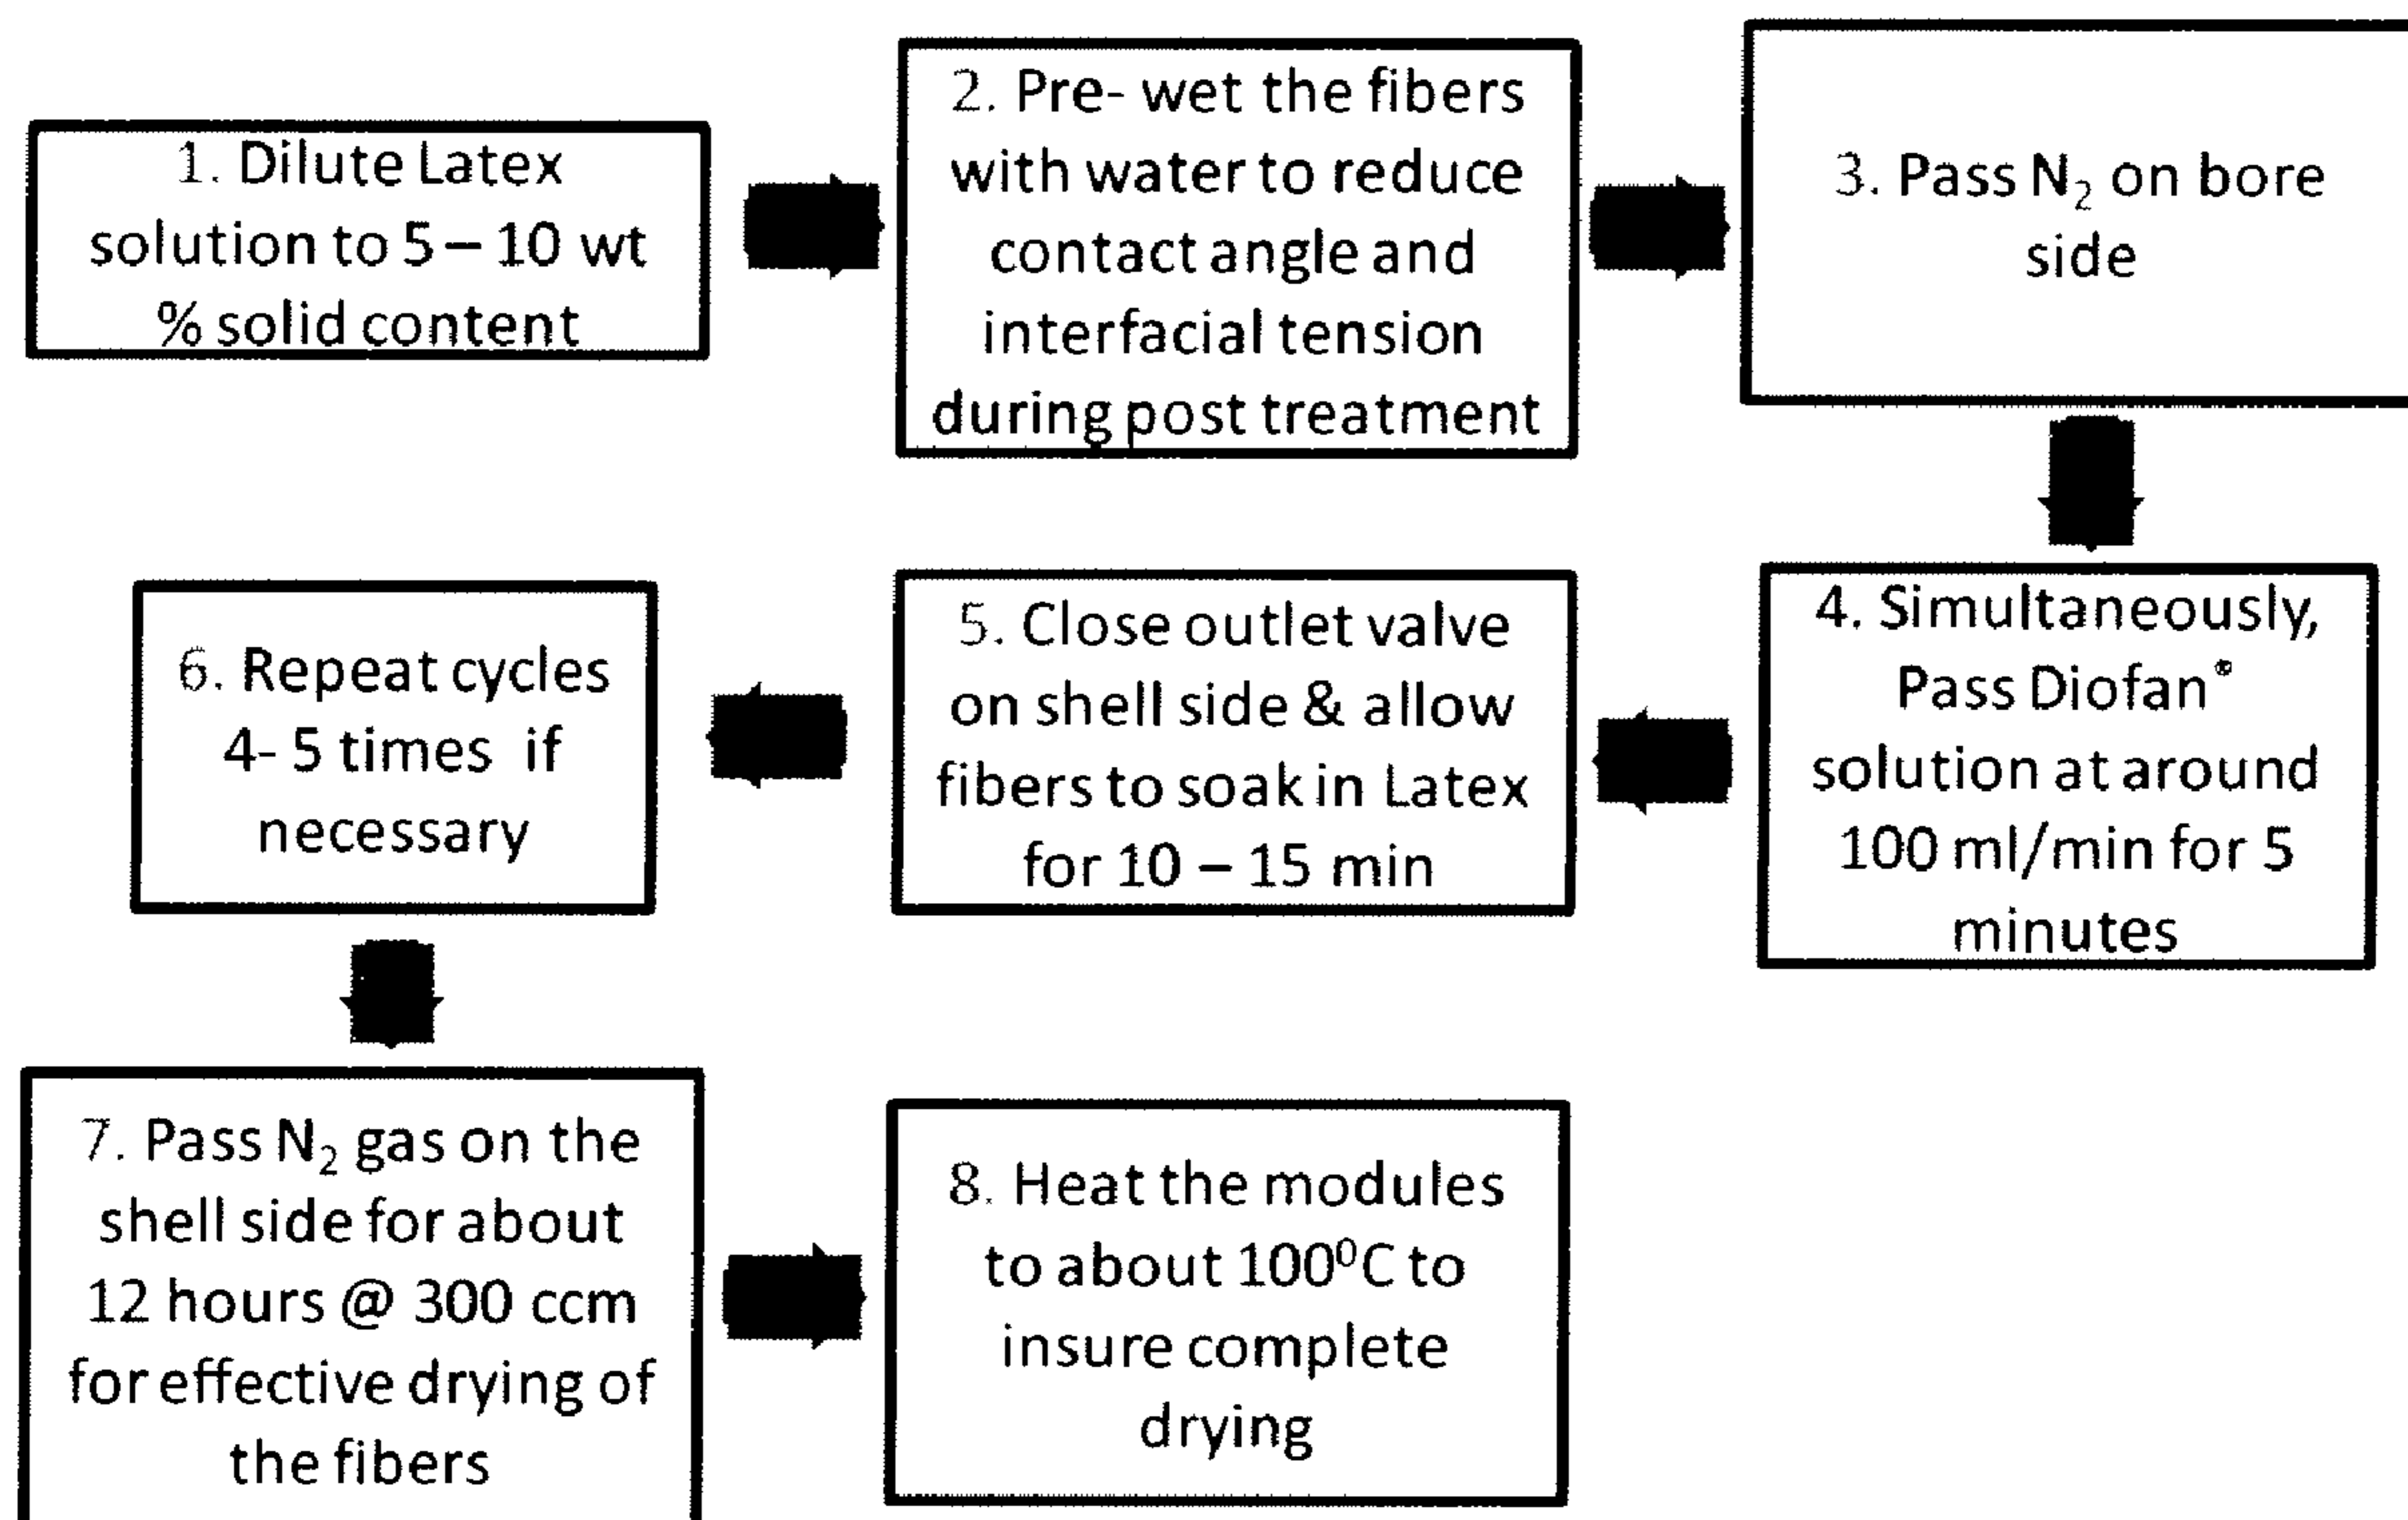 1. Dilute Latex
solution to 5 – 10 wt
% solid content
2. Pre- wet the fibers
with water to reduce
contact angle and
interfacial tension
during post treatment
3. Pass N₂ on bore
side
4. Simultaneously,
Pass Diofan®
solution at around
100 ml/min for 5
minutes
5. Close outlet valve
on shell side & allow
fibers to soak in Latex
for 10 – 15 min
6. Repeat cycles
4- 5 times if
necessary
7. Pass N₂ gas on the
shell side for about
12 hours @ 300 ccm
for effective drying of
the fibers
8. Heat the modules
to about 100⁰C to
insure complete
drying